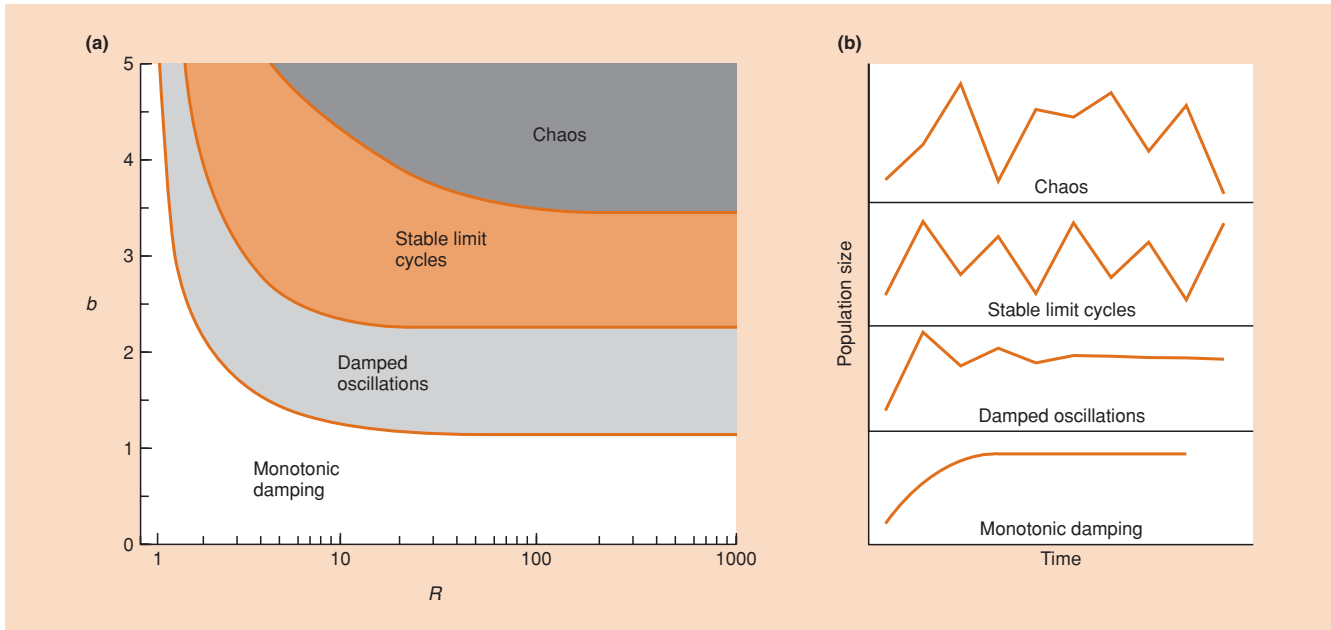 (a)
5
4
3
2
1
0
b
Chaos
Stable limit
cycles
Damped
oscillations
Monotonic
damping
1
10
100
1000
R
(b)
Population size
Chaos
Stable limit cycles
Damped oscillations
Monotonic damping
Time